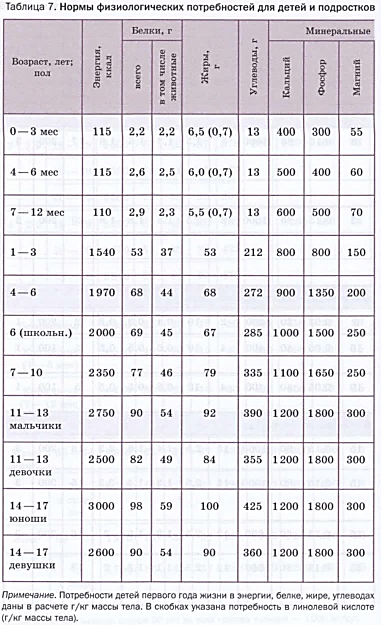 Таблица 7. Нормы физиологических потребностей для детей и подростков
Возраст, лет; пол | Энергия, ккал | Белки, г | Жиры, г | Углеводы, г | Минеральные
всего | в том числе животные | Кальций | Фосфор | Магний
0 — 3 мес 115 2,2 2,2 6,5 (0,7) 13 400 300 55
4 — 6 мес 115 2,6 2,5 6,0 (0,7) 13 500 400 60
7 — 12 мес 110 2,9 2,3 5,5 (0,7) 13 600 500 70
1 — 3 1540 53 37 53 212 800 800 150
4 — 6 1970 68 44 68 272 900 1350 200
6 (школьн.) 2000 69 45 67 285 1000 1500 250
7 — 10 2350 77 46 79 335 1100 1650 250
11 — 13 мальчики 2750 90 54 92 390 1200 1800 300
11 — 13 девочки 2500 82 49 84 355 1200 1800 300
14 — 17 юноши 3000 98 59 100 425 1200 1800 300
14 — 17 девушки 2600 90 54 90 360 1200 1800 300
Примечание. Потребности детей первого года жизни в энергии, белке, жире, углеводах
даны в расчете г/кг массы тела. В скобках указана потребность в линолевой кислоте
(г/кг массы тела).